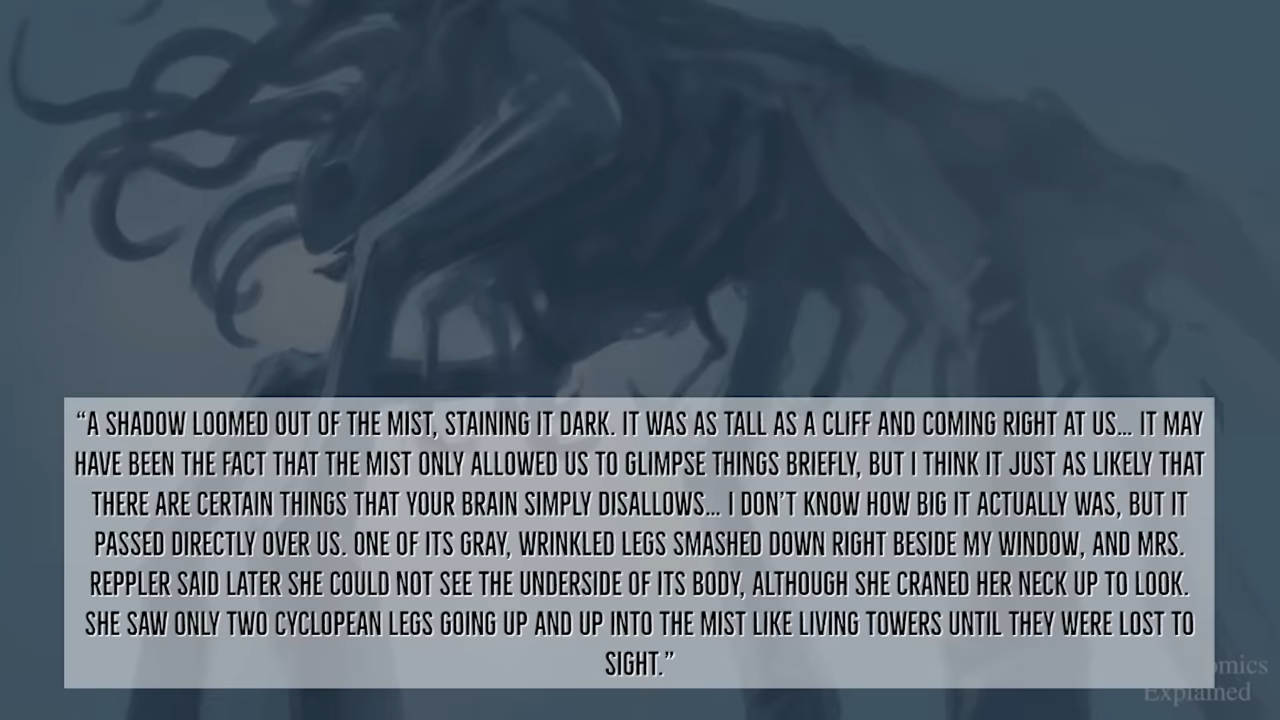 “A SHADOW LOOMED OUT OF THE MIST, STAINING IT DARK. IT WAS AS TALL AS A CLIFF AND COMING RIGHT AT US... IT MAY
HAVE BEEN THE FACT THAT THE MIST ONLY ALLOWED US TO GLIMPSE THINGS BRIEFLY, BUT I THINK IT JUST AS LIKELY THAT
THERE ARE CERTAIN THINGS THAT YOUR BRAIN SIMPLY DISALLOWS... I DON’T KNOW HOW BIG IT ACTUALLY WAS, BUT IT
PASSED DIRECTLY OVER US. ONE OF ITS GRAY, WRINKLED LEGS SMASHED DOWN RIGHT BESIDE MY WINDOW, AND MRS.
REPPLER SAID LATER SHE COULD NOT SEE THE UNDERSIDE OF ITS BODY, ALTHOUGH SHE CRANED HER NECK UP TO LOOK.
SHE SAW ONLY TWO CYCLOPEAN LEGS GOING UP AND UP INTO THE MIST LIKE LIVING TOWERS UNTIL THEY WERE LOST TO
SIGHT.”
Explained